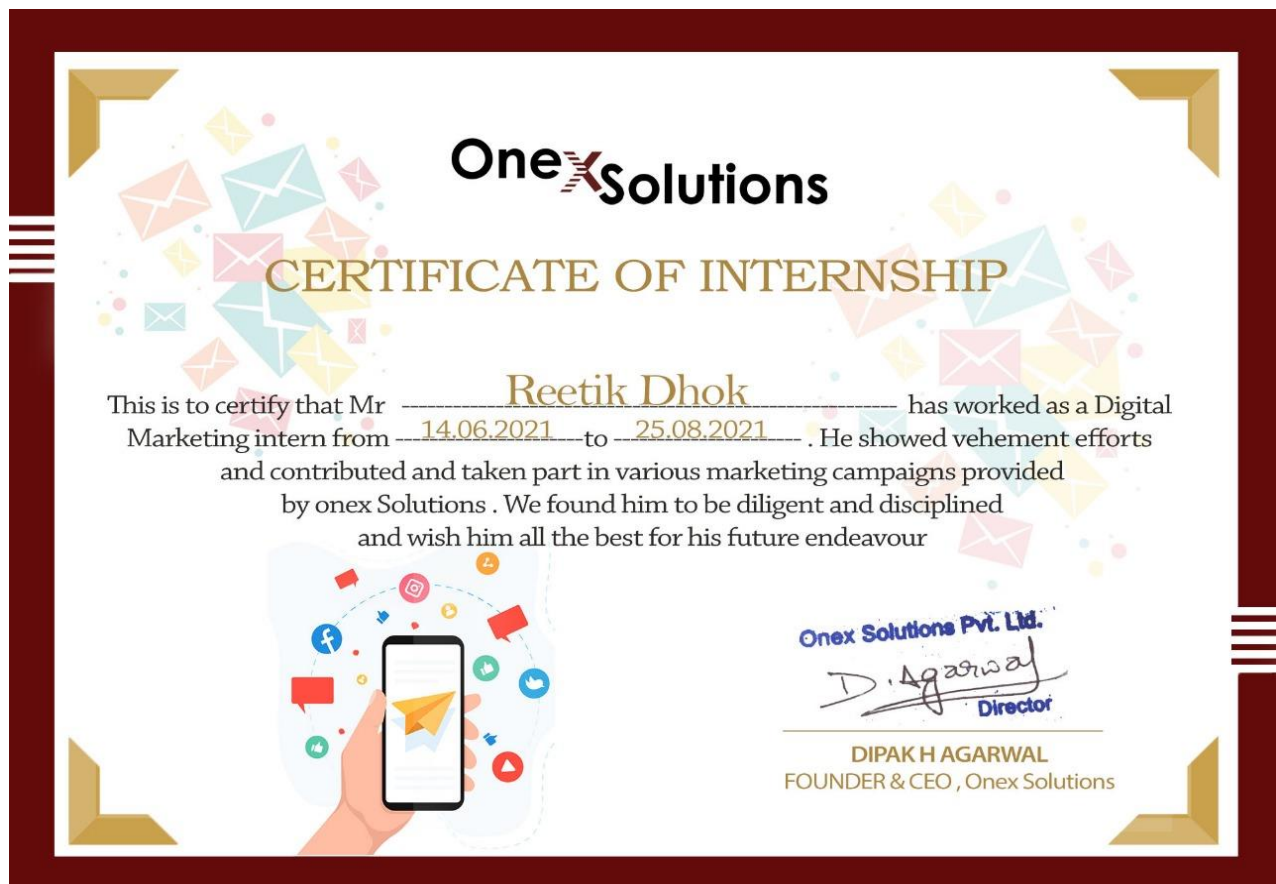 OnexSolutions
CERTIFICATE OF INTERNSHIP
Reetik Dhok
This is to certify that Mr ---------- has worked as a Digital
Marketing intern from --14.06.2021--to--25.08.2021-- . He showed vehement efforts
and contributed and taken part in various marketing campaigns provided
by onex Solutions . We found him to be diligent and disciplined
and wish him all the best for his future endeavour
Onex Solutions Pvt. Ltd.
D. Agarwal
Director
DIPAK H AGARWAL
FOUNDER & CEO , Onex Solutions